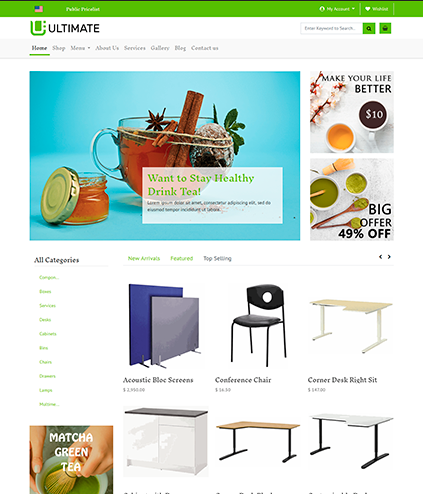 Public Pricelist
My Account
Wishlist
ULTIMATE
Enter Keyword to Search.
Home
Shop
Menu
About Us
Services
Gallery
Blog
Contact us
MAKE YOUR LIFE
BETTER
$10
Want to Stay Healthy
Drink Tea!
Lorem ipsum dolor sit amet, consectetur adipiscing elit, sed do
eiusmod tempor incididunt ut labore.
BIG
OFFER
49% OFF
All Categories
New Arrivals
Featured
Top Selling
Boxes
Services
Desks
Cabinets
Bins
Chairs
Drawers
Lamps
Acoustic Bloc Screens
$ 2,950.00
Conference Chair
$ 16.50
Corner Desk Right Sit
$ 147.00
MATCHA
GREEN
TEA